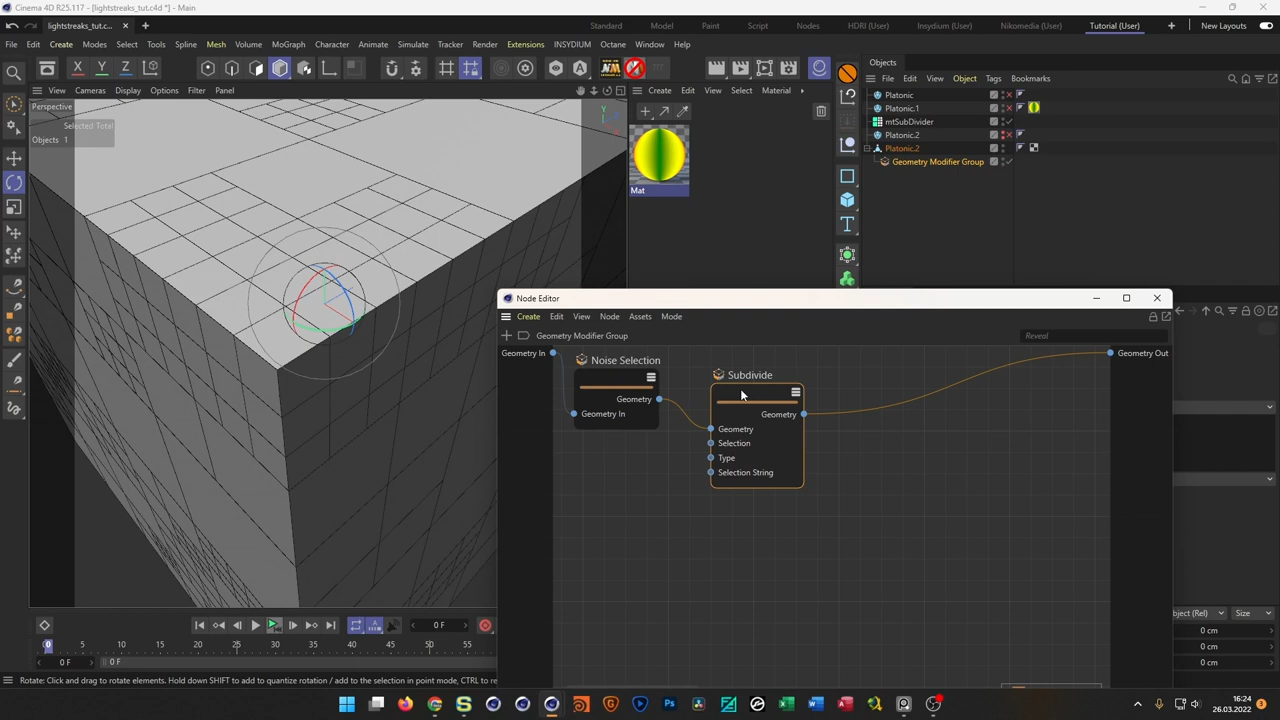 Cinema 4D R25.117 - [lightstreaks_tut.c4d *] - Main
lightstreaks_tut.c...
Standard Model Paint Script Nodes HDRI (User) Insydium (User) Nikomedia (User) Tutorial (User) New Layouts
File Edit Create Modes Select Tools Spline Mesh Volume MoGraph Character Animate Simulate Tracker Render Extensions INSYDIUM Octane Window Help
X Y Z
Objects
View Cameras Display Options Filter Panel
Create Edit View Select Material
File Edit View Object Tags Bookmarks
Perspective
Selected Total
Objects 1
Y
Mat
Platonic
Platonic.1
mtSubDivider
Platonic.2
Platonic.2
Geometry Modifier Group
Node Editor
Create Edit View Node Assets Mode
Geometry Modifier Group
Reveal
Geometry In
Geometry Out
Noise Selection
Geometry
Geometry In
Subdivide
Geometry
Geometry
Selection
Type
Selection String
bject (Rel) Size
0 cm
0 cm
0 cm
0 F
0 5 10 15 20 25 30 35 40 45 50 55
0 F 0 F
Rotate: Click and drag to rotate elements. Hold down SHIFT to add to quantize rotation / add to the selection in point mode, CTRL to re
16:24
26.03.2022